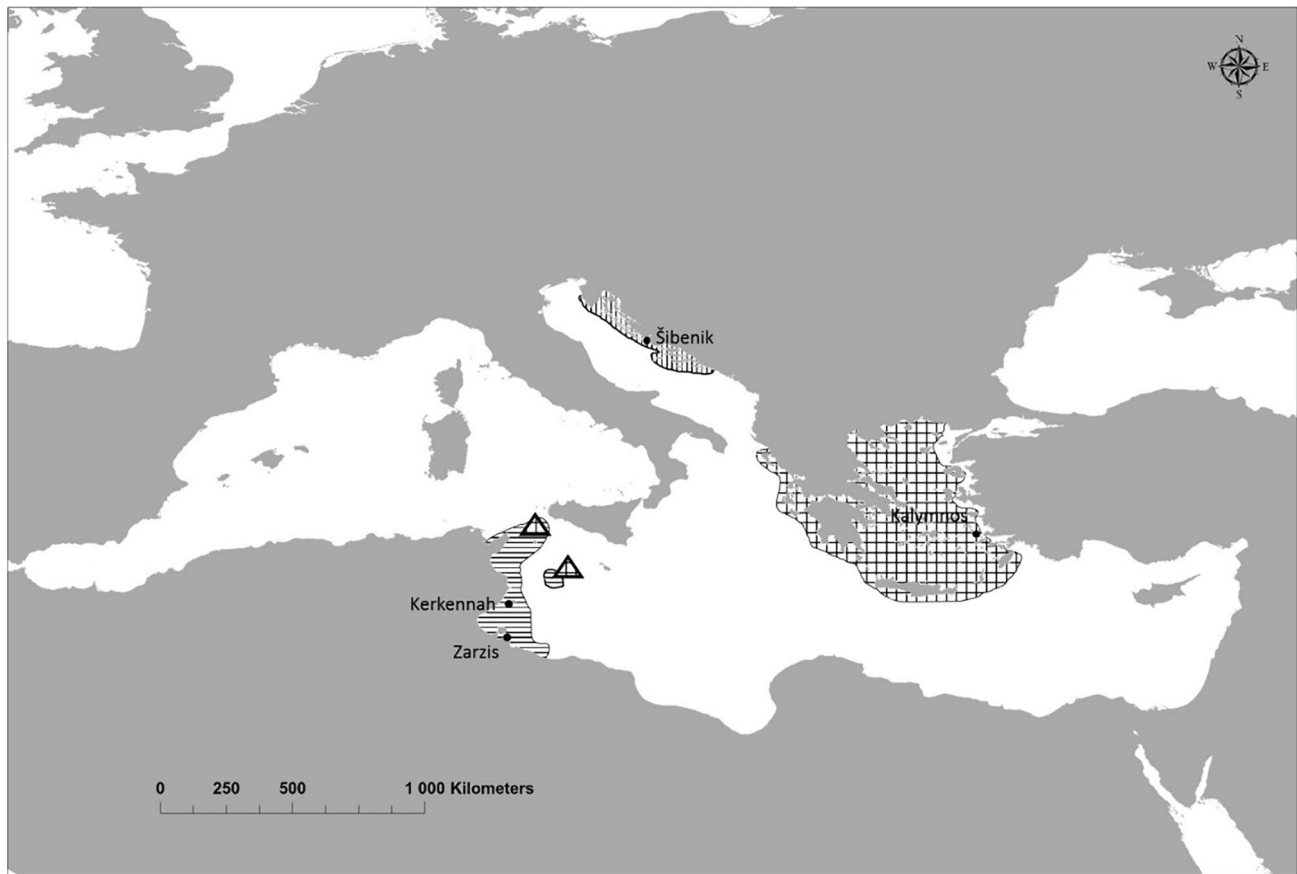 N
W E
S
Šibenik
Kalymnos
Kerkennah
Zarzis
0 250 500 1 000 Kilometers